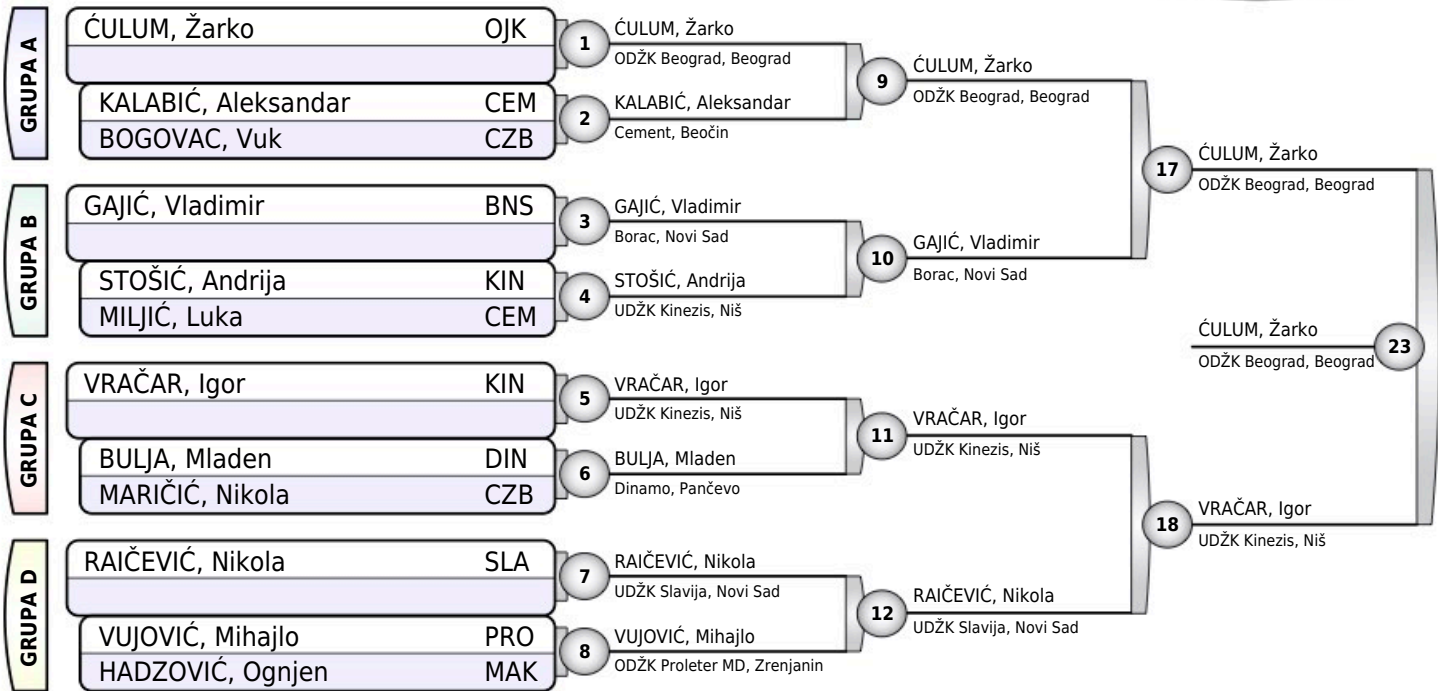 GRUPA A
ĆULUM, Žarko OJK
KALABIĆ, Aleksandar CEM
BOGOVAC, Vuk CZB
GRUPA B
GAJIĆ, Vladimir BNS
STOŠIĆ, Andrija KIN
MILJIĆ, Luka CEM
GRUPA C
VRAČAR, Igor KIN
BULJA, Mladen DIN
MARIČIĆ, Nikola CZB
GRUPA D
RAIČEVIĆ, Nikola SLA
VUJOVIĆ, Mihajlo PRO
HADZOVIĆ, Ognjen MAK
1
ĆULUM, Žarko
ODŽK Beograd, Beograd
2
KALABIĆ, Aleksandar
Cement, Beočin
3
GAJIĆ, Vladimir
Borac, Novi Sad
4
STOŠIĆ, Andrija
UDŽK Kinezis, Niš
5
VRAČAR, Igor
UDŽK Kinezis, Niš
6
BULJA, Mladen
Dinamo, Pančevo
7
RAIČEVIĆ, Nikola
UDŽK Slavija, Novi Sad
8
VUJOVIĆ, Mihajlo
ODŽK Proleter MD, Zrenjanin
9
ĆULUM, Žarko
ODŽK Beograd, Beograd
10
GAJIĆ, Vladimir
Borac, Novi Sad
11
VRAČAR, Igor
UDŽK Kinezis, Niš
12
RAIČEVIĆ, Nikola
UDŽK Slavija, Novi Sad
17
ĆULUM, Žarko
ODŽK Beograd, Beograd
18
VRAČAR, Igor
UDŽK Kinezis, Niš
ĆULUM, Žarko
ODŽK Beograd, Beograd
23